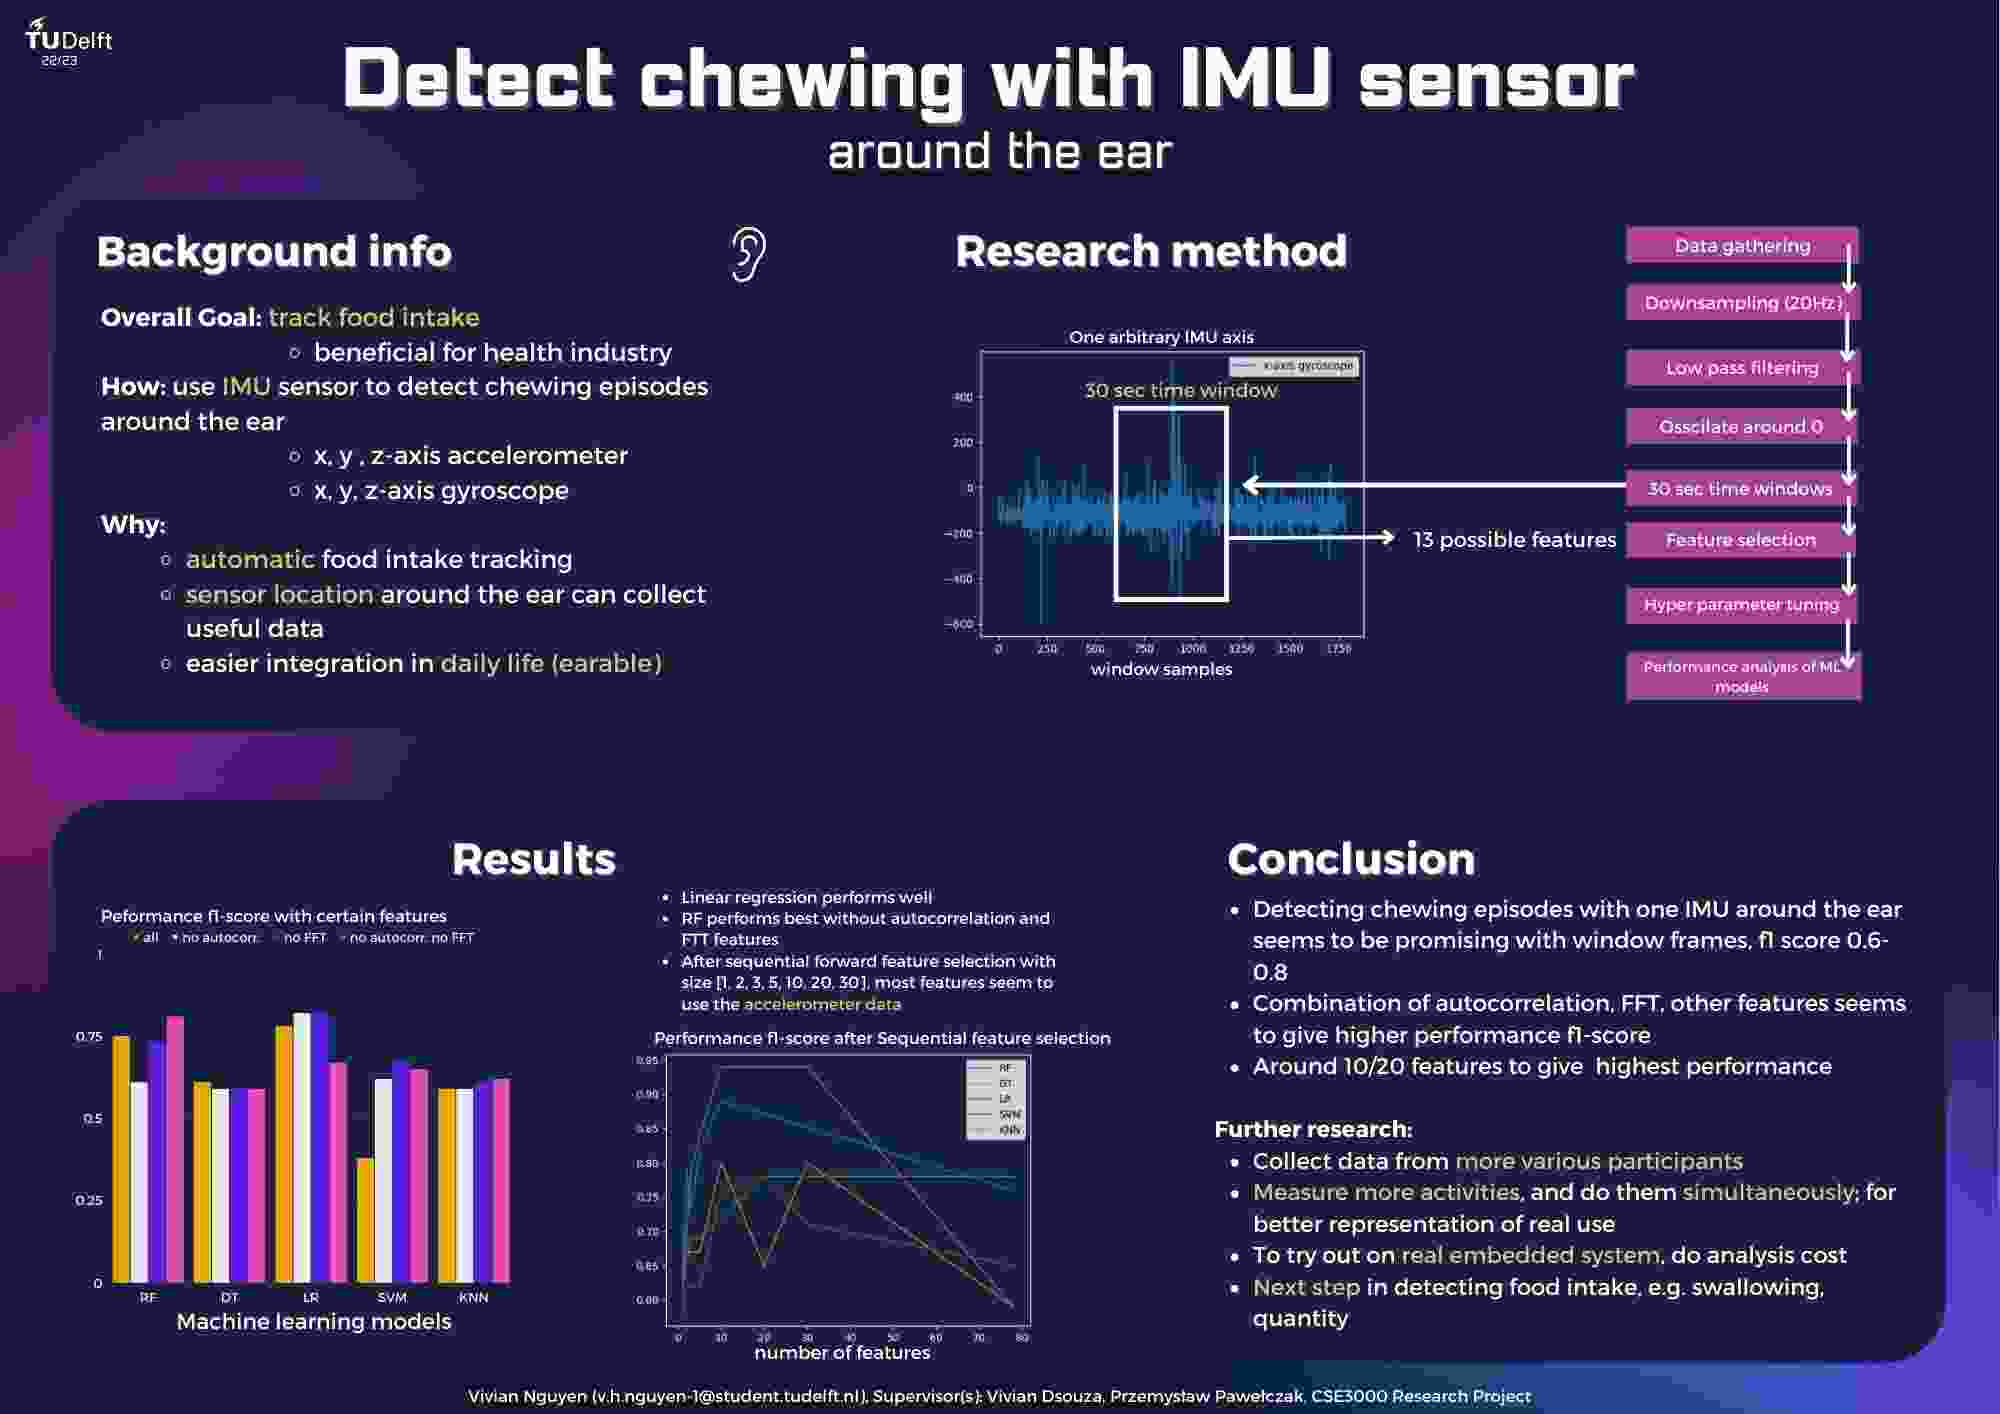 TUDelft
22/23
Detect chewing with IMU sensor
around the ear
Background info
Overall Goal: track food intake
beneficial for health industry
How: use IMU sensor to detect chewing episodes
around the ear
x, y , z-axis accelerometer
x, y, z-axis gyroscope
Why:
automatic food intake tracking
sensor location around the ear can collect
useful data
easier integration in daily life (earable)
Research method
One arbitrary IMU axis
x-axis gyroscope
30 sec time window
400
200
0
-200
-400
-600
0 250 500 750 1000 1250 1500 1750
window samples
13 possible features
Data gathering
Downsampling (20Hz)
Low pass filtering
Osscilate around 0
30 sec time windows
Feature selection
Hyper parameter tuning
Performance analysis of ML
models
Results
Peformance f1-score with certain features
all no autocorr. no FFT no autocorr. no FFT
1
0.75
0.5
0.25
0
RF DT LR SVM KNN
Machine learning models
Linear regression performs well
RF performs best without autocorrelation and
FTT features
After sequential forward feature selection with
size [1, 2, 3, 5, 10, 20, 30], most features seem to
use the accelerometer data
Performance f1-score after Sequential feature selection
RF
DT
LR
SVM
KNN
0.95
0.90
0.85
0.80
0.75
0.70
0.65
0.60
0 10 20 30 40 50 60 70 80
number of features
Conclusion
Detecting chewing episodes with one IMU around the ear
seems to be promising with window frames, f1 score 0.6-
0.8
Combination of autocorrelation, FFT, other features seems
to give higher performance f1-score
Around 10/20 features to give highest performance
Further research:
Collect data from more various participants
Measure more activities, and do them simultaneously; for
better representation of real use
To try out on real embedded system, do analysis cost
Next step in detecting food intake, e.g. swallowing,
quantity
Vivian Nguyen (v.h.nguyen-1@student.tudelft.nl), Supervisor(s): Vivian Dsouza, Przemysław Pawełczak, CSE3000 Research Project